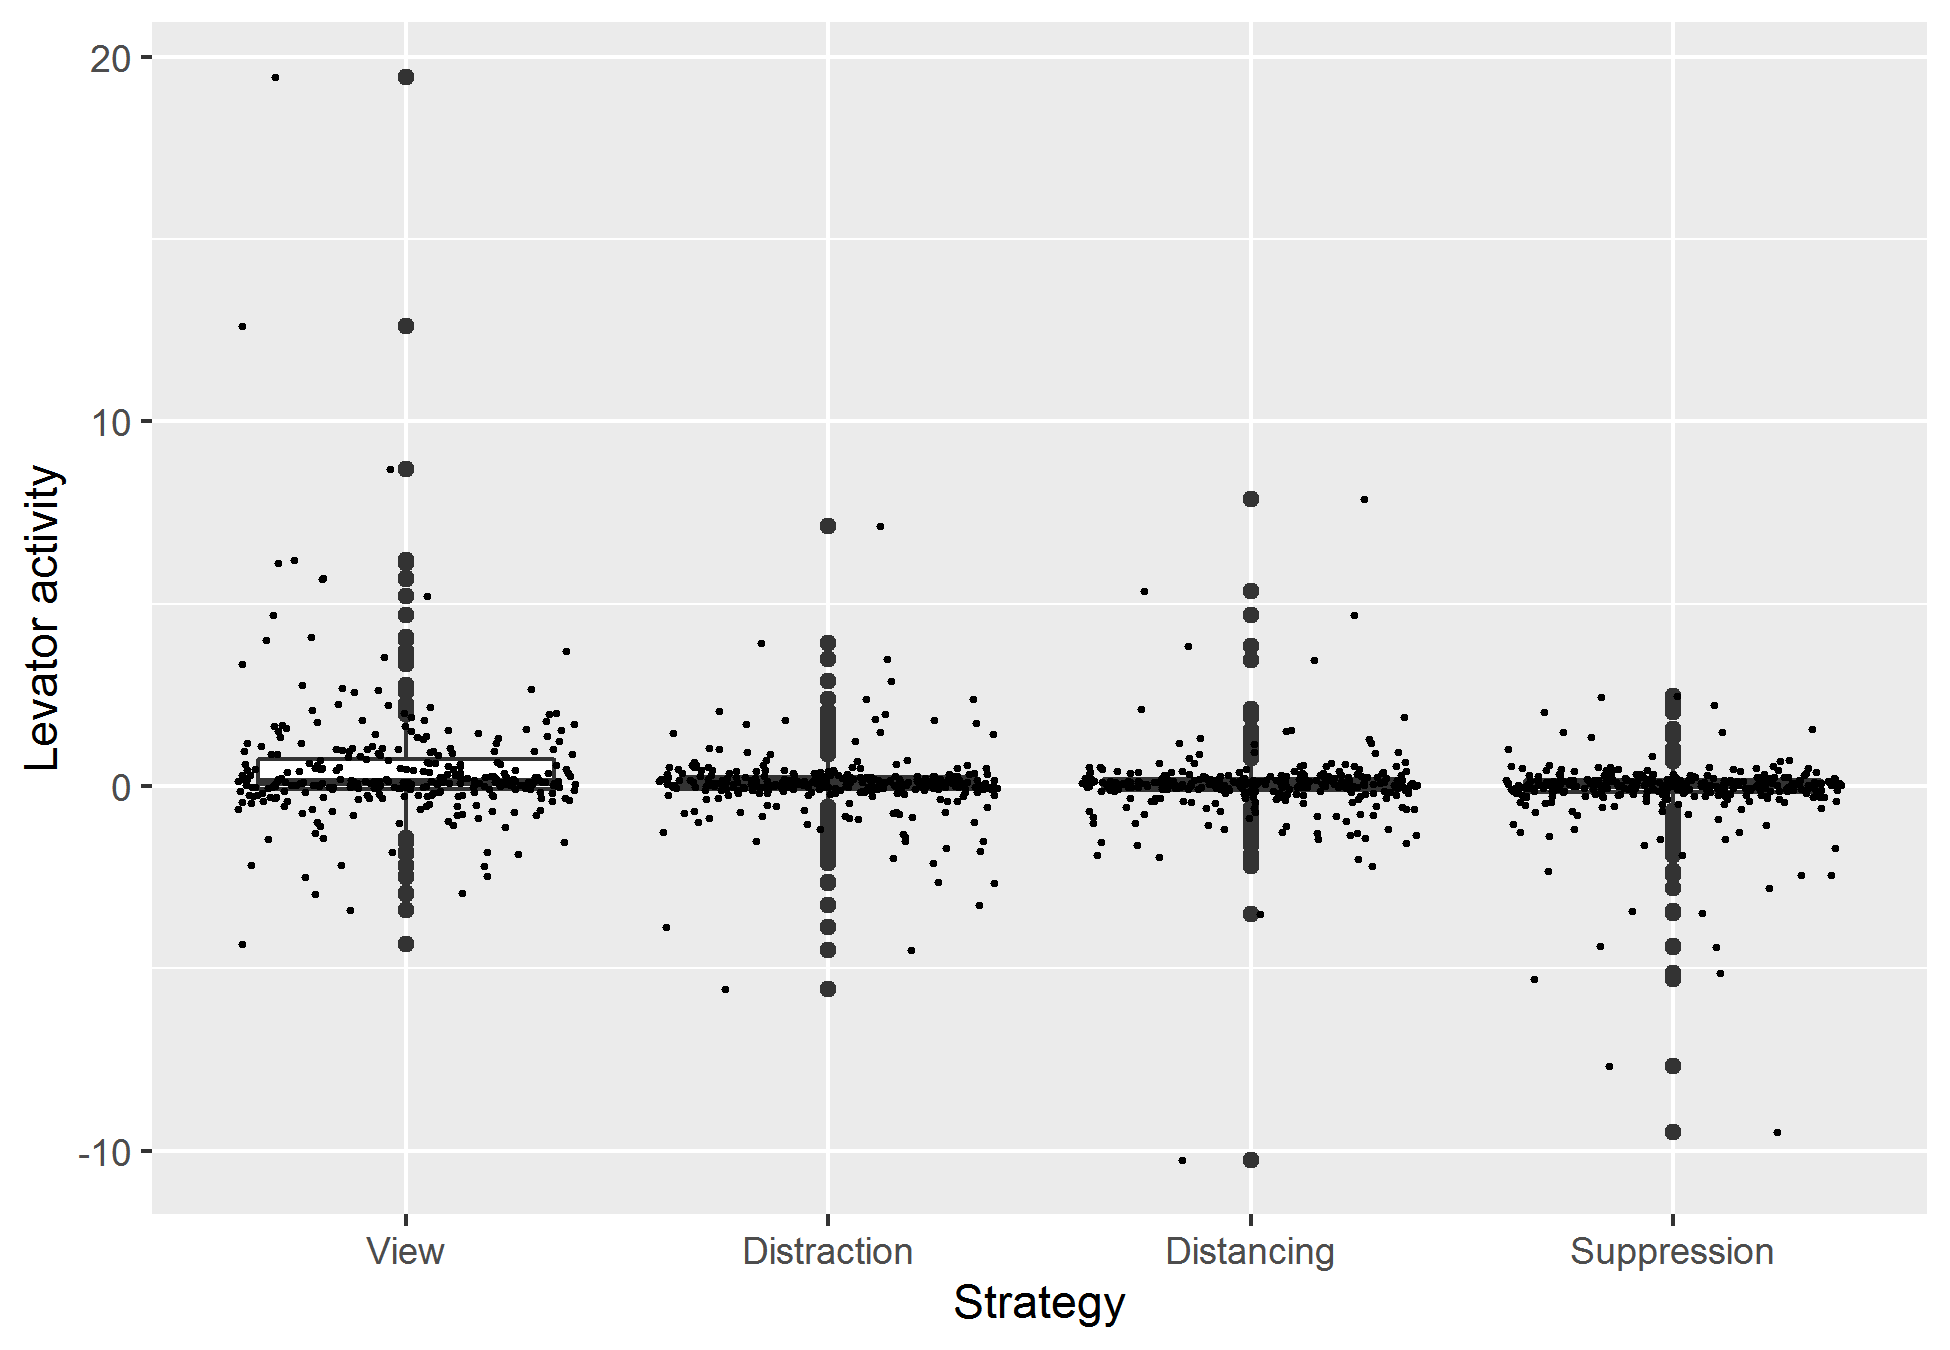 20
10
0
-10
Levator activity
View Distraction Distancing Suppression
Strategy